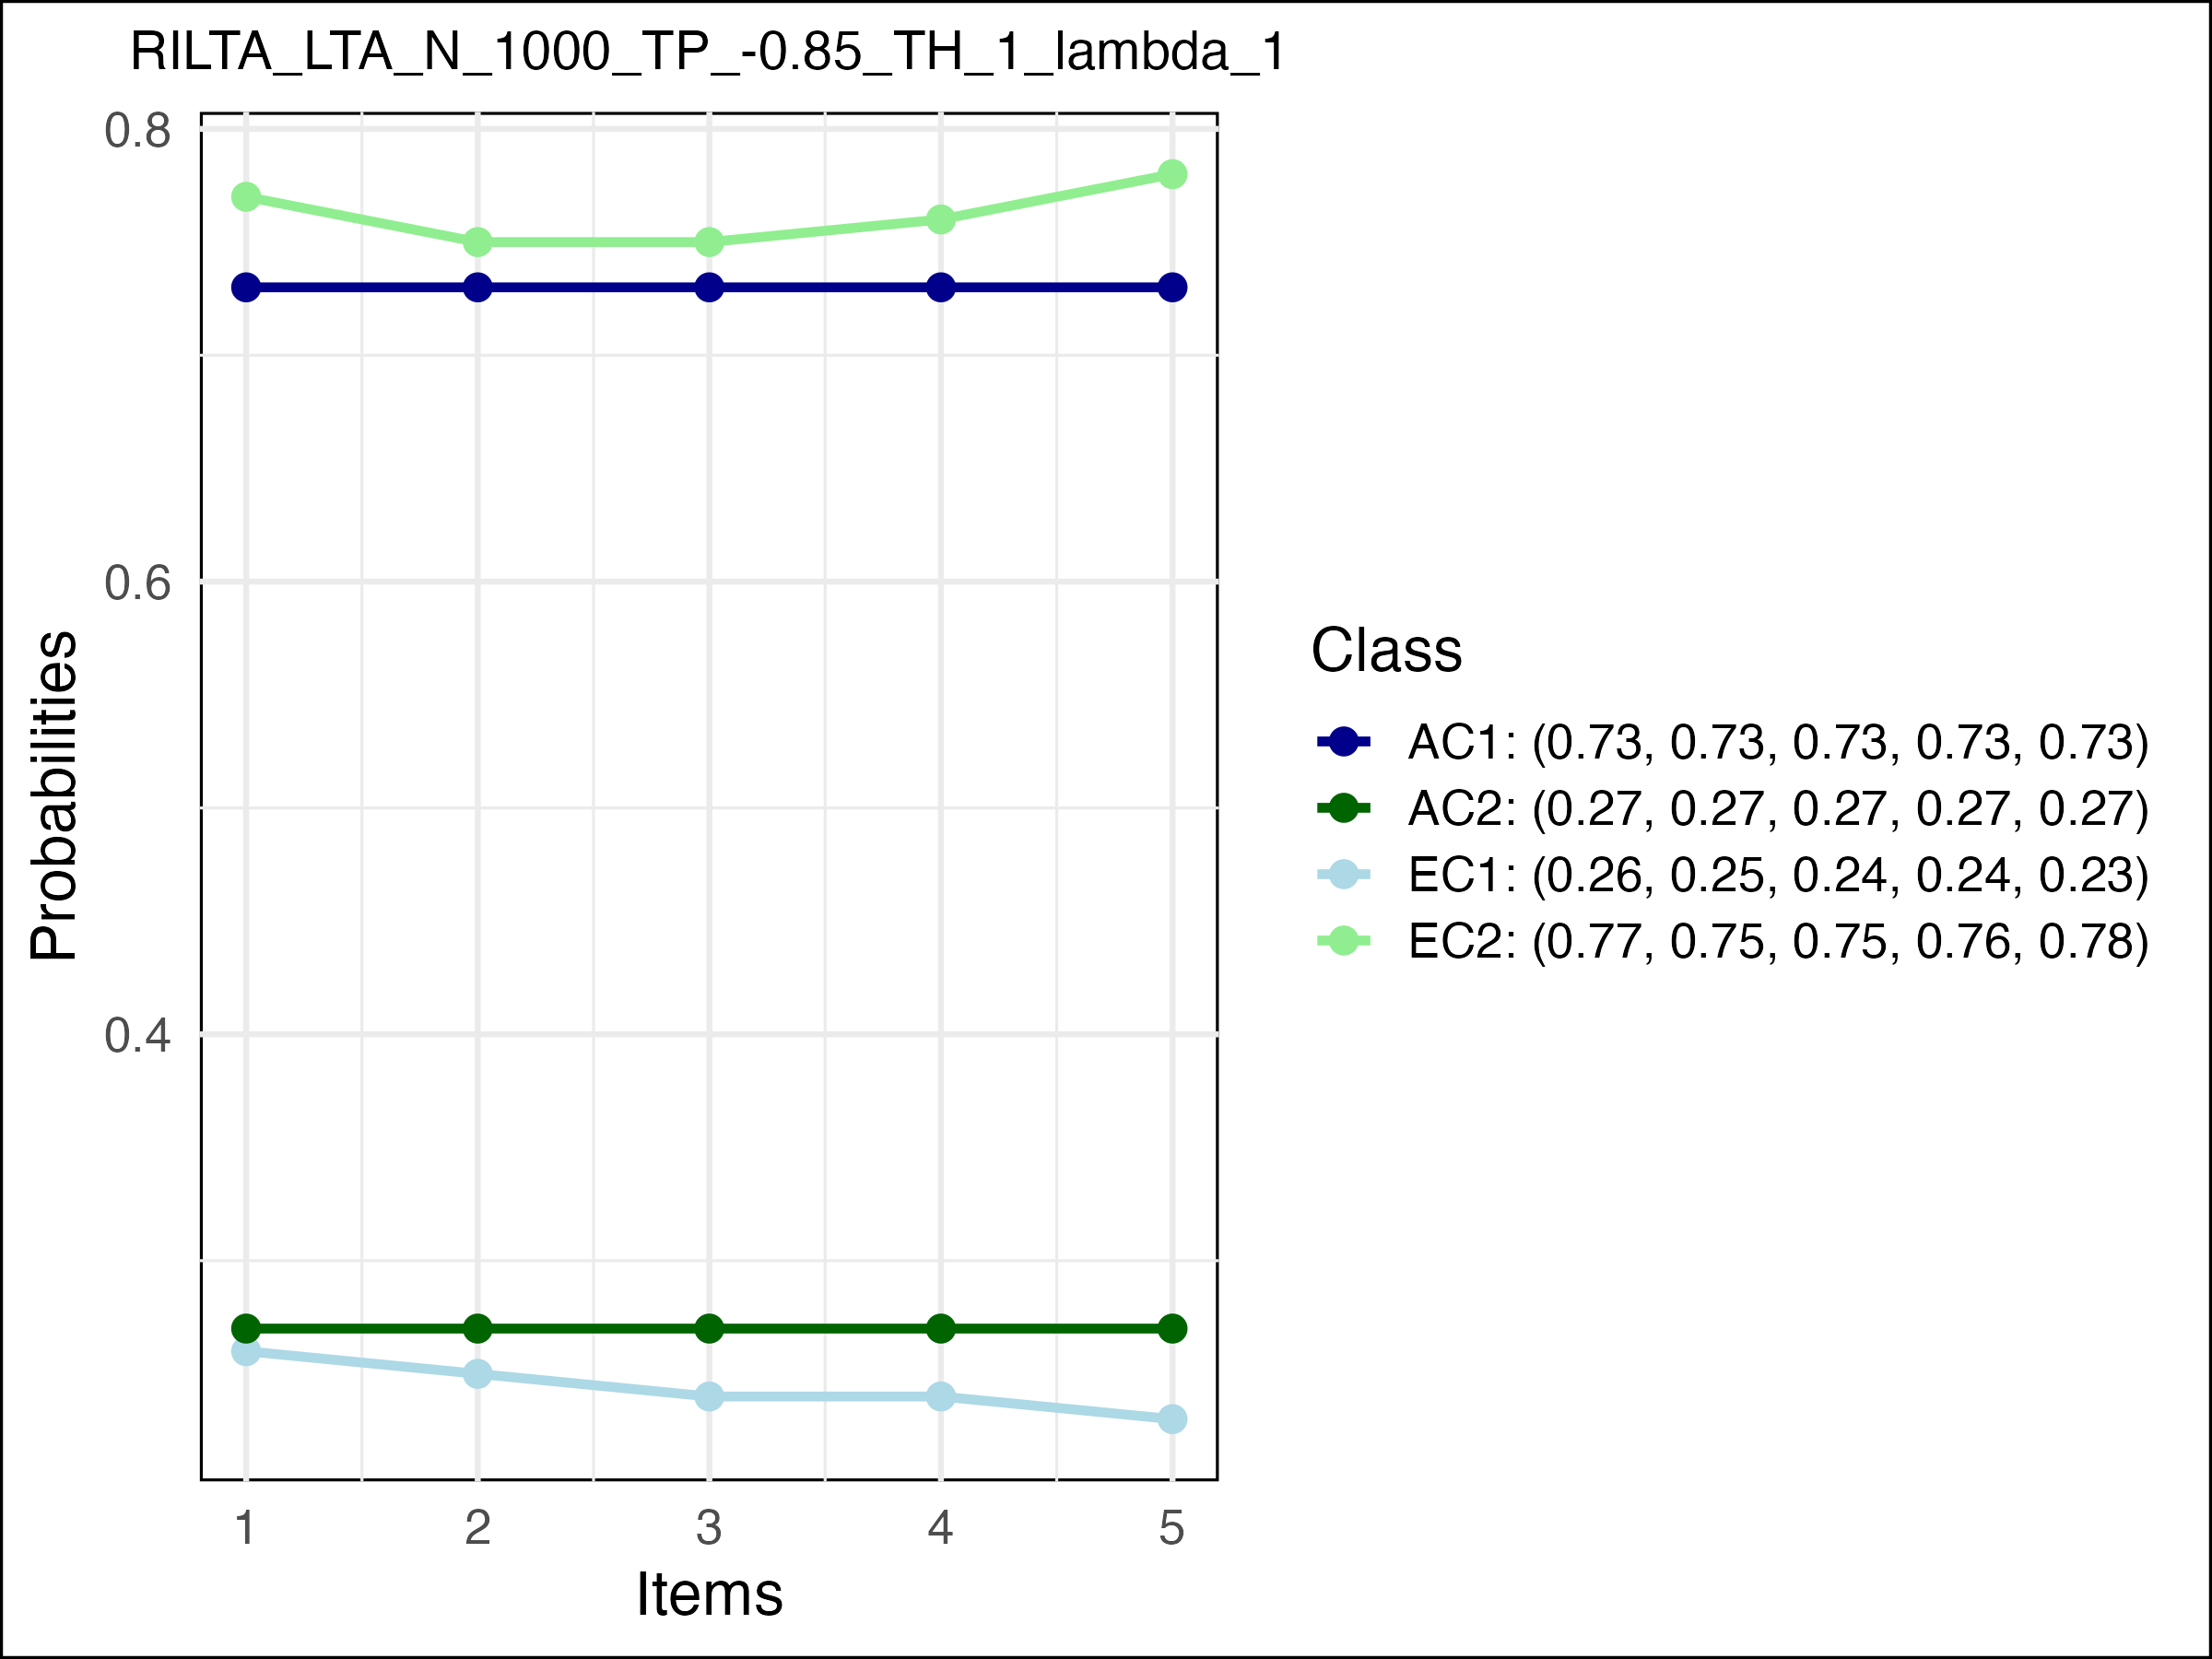 RILTA_LTA_N_1000_TP_-0.85_TH_1_lambda_1
0.8
0.6
0.4
Probabilities
1 2 3 4 5
Items
Class
AC1: (0.73, 0.73, 0.73, 0.73, 0.73)
AC2: (0.27, 0.27, 0.27, 0.27, 0.27)
EC1: (0.26, 0.25, 0.24, 0.24, 0.23)
EC2: (0.77, 0.75, 0.75, 0.76, 0.78)